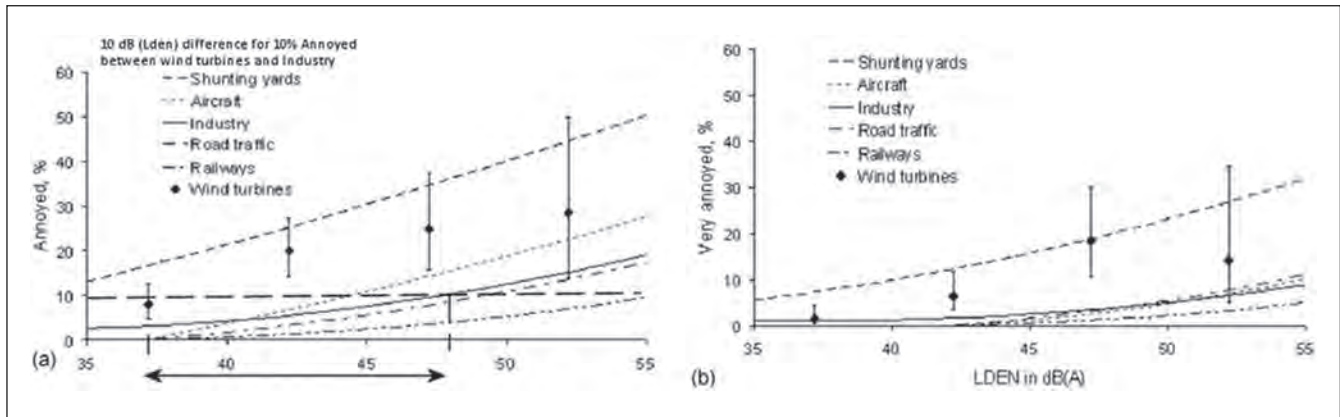 10 dB (Lden) difference for 10% Annoyed
between wind turbines and Industry
60
50
40
30
20
10
0
Annoyed, %
Shunting yards
Aircraft
Industry
Road traffic
Railways
Wind turbines
35 40 45 50 55
(a)
60
50
40
30
20
10
0
Very annoyed, %
Shunting yards
Aircraft
Industry
Road traffic
Railways
Wind turbines
35 40 45 50 55
(b) LDEN in dB(A)